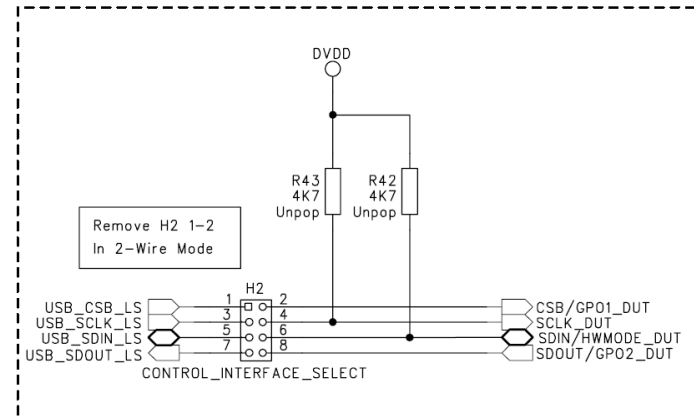 DVDD
R43
4K7
Unpop
R42
4K7
Unpop
Remove H2 1-2
In 2-Wire Mode
H2
USB_CSB_LS 1 2 CSB/GPO1_DUT
USB_SCLK_LS 3 4 SCLK_DUT
USB_SDIN_LS 5 6 SDIN/HWMODE_DUT
USB_SDOUT_LS 7 8 SDOUT/GPO2_DUT
CONTROL_INTERFACE_SELECT